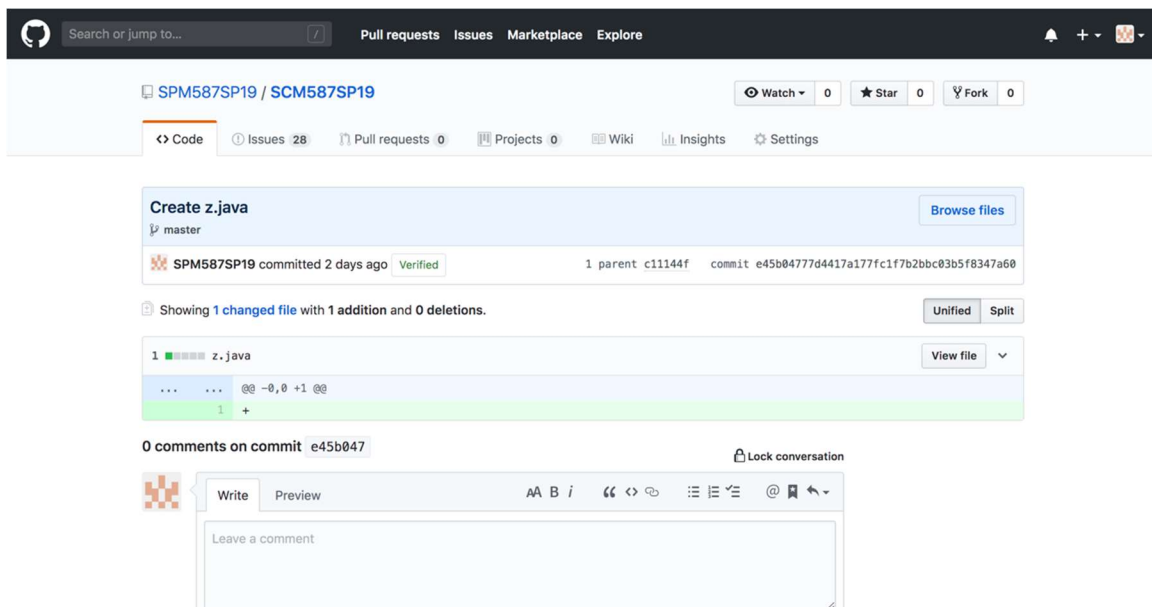 Search or jump to... / Pull requests Issues Marketplace Explore
SPM587SP19 / SCM587SP19 Watch 0 Star 0 Fork 0
<> Code Issues 28 Pull requests 0 Projects 0 Wiki Insights Settings
Create z.java Browse files
master
SPM587SP19 committed 2 days ago Verified 1 parent c11144f commit e45b04777d4417a177fc1f7b2bbc03b5f8347a60
Showing 1 changed file with 1 addition and 0 deletions. Unified Split
1 z.java View file
... ... @@ -0,0 +1 @@
1 +
0 comments on commit e45b047
Lock conversation
Write Preview AA B i “ <> @
Leave a comment